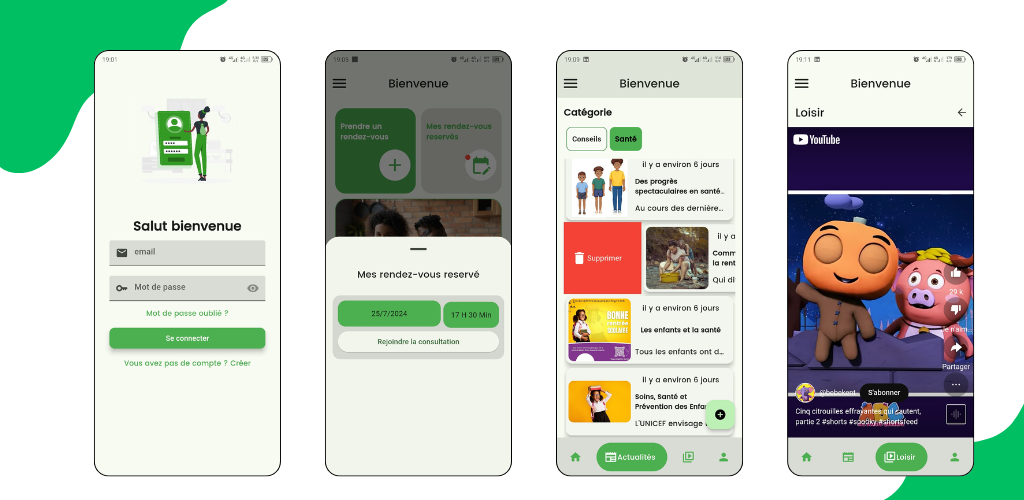 19:01
Salut bienvenue
email
Mot de passe
Mot de passe oublié ?
Se connecter
Vous avez pas de compte ? Créer
19:05
Bienvenue
Prendre un
rendez-vous
Mes rendez-vous
reservés
Mes rendez-vous reservé
25/7/2024
17 H 30 Min
Rejoindre la consultation
19:09
Bienvenue
Catégorie
Conseils
Santé
il y a environ 6 jours
Des progrès
spectaculaires en santé...
Au cours des dernière...
Supprimer
il y a
Comm
la rent
Qui di
BONNE
RENTRÉE
SCOLAIRE
il y a environ 6 jours
Les enfants et la santé
Tous les enfants ont d...
il y a environ 6 jours
Soins, Santé et
Prévention des Enfa
L'UNICEF envisage
Actualités
19:11
Bienvenue
Loisir
YouTube
29 k
Je n'aim
Partager
S'abonner
Cinq citrouilles effrayantes qui sautent,
partie 2 #shorts #spooky #shortsfeed
Loisir